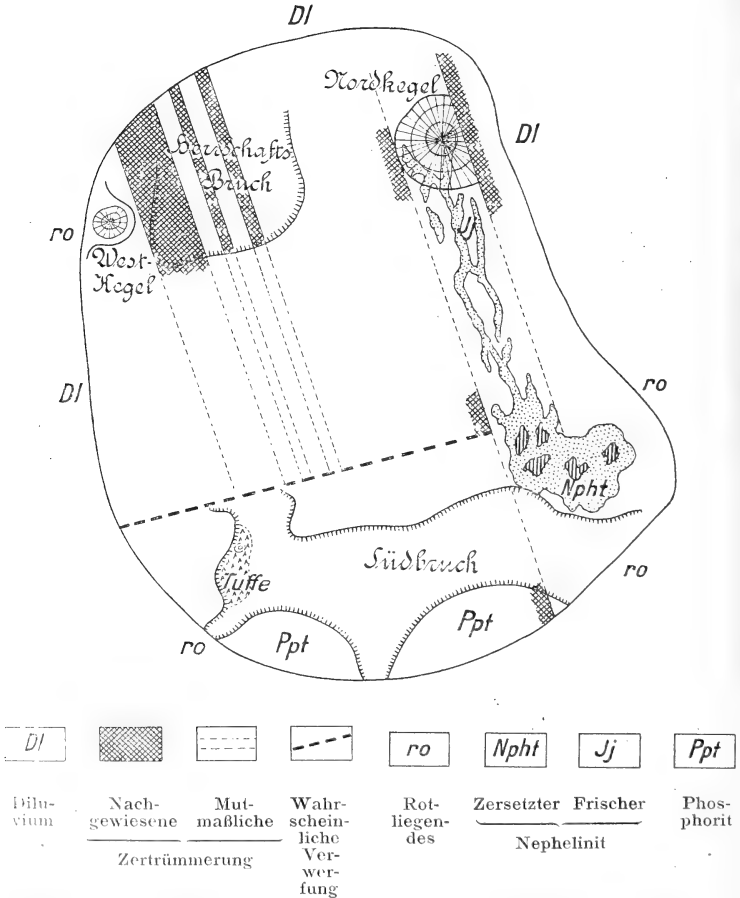 Dl
Nordkegel
Dl
Herrschafts
Bruch
ro
West-
Kegel
Jj
Dl
ro
Npht
Südbruch
Tuffe
ro
ro
Ppt
Ppt
Dl
ro
Npht
Jj
Ppt
Dilu-
vium
Nach-
gewiesene
Mut-
maßliche
Zertrümmerung
Wahr-
schein-
liche
Ver-
wer-
fung
Rot-
liegen-
des
Zersetzter
Frischer
Nephelinit
Phos-
phorit